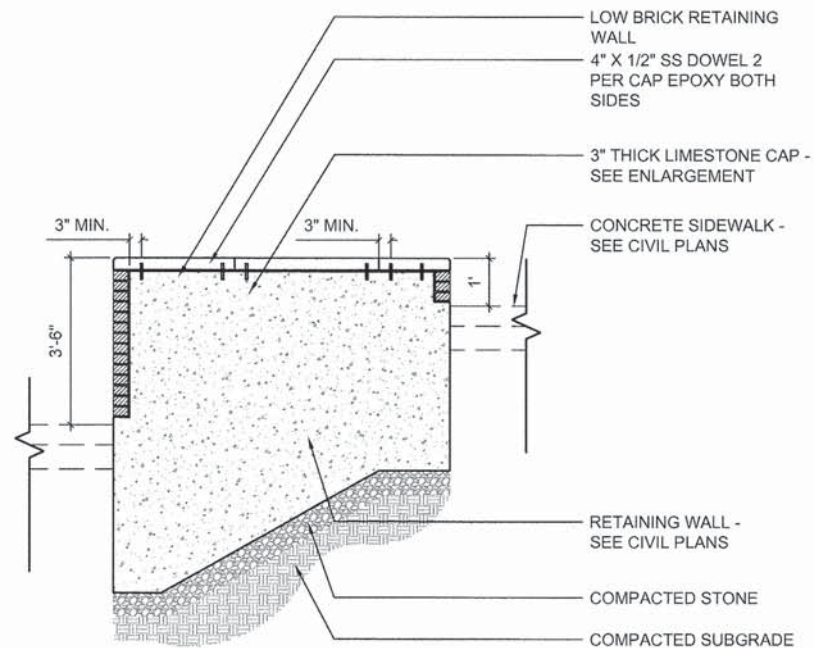 LOW BRICK RETAINING
WALL
4" X 1/2" SS DOWEL 2
PER CAP EPOXY BOTH
SIDES
3" THICK LIMESTONE CAP -
SEE ENLARGEMENT
3" MIN.
3" MIN.
CONCRETE SIDEWALK -
SEE CIVIL PLANS
1'
3'-6"
RETAINING WALL -
SEE CIVIL PLANS
COMPACTED STONE
COMPACTED SUBGRADE